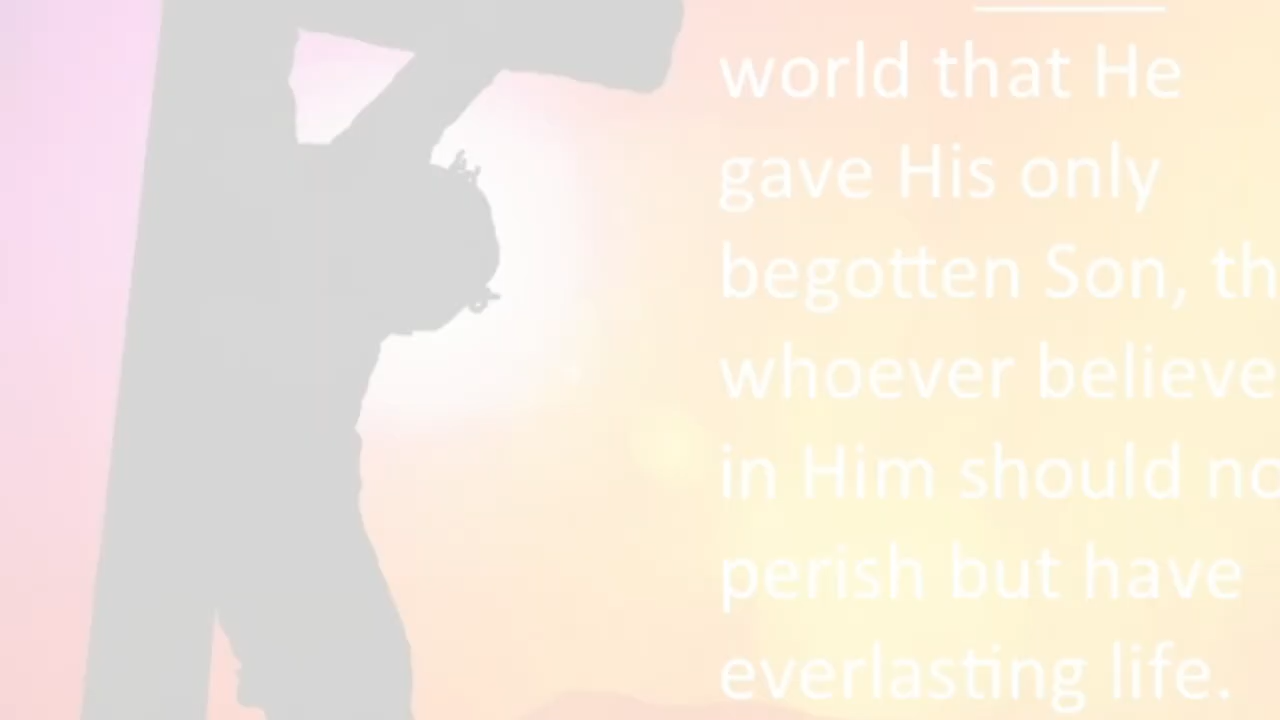 world that He
gave His only
begotten Son, th
whoever believe
in Him should no
perish but have
everlasting life.